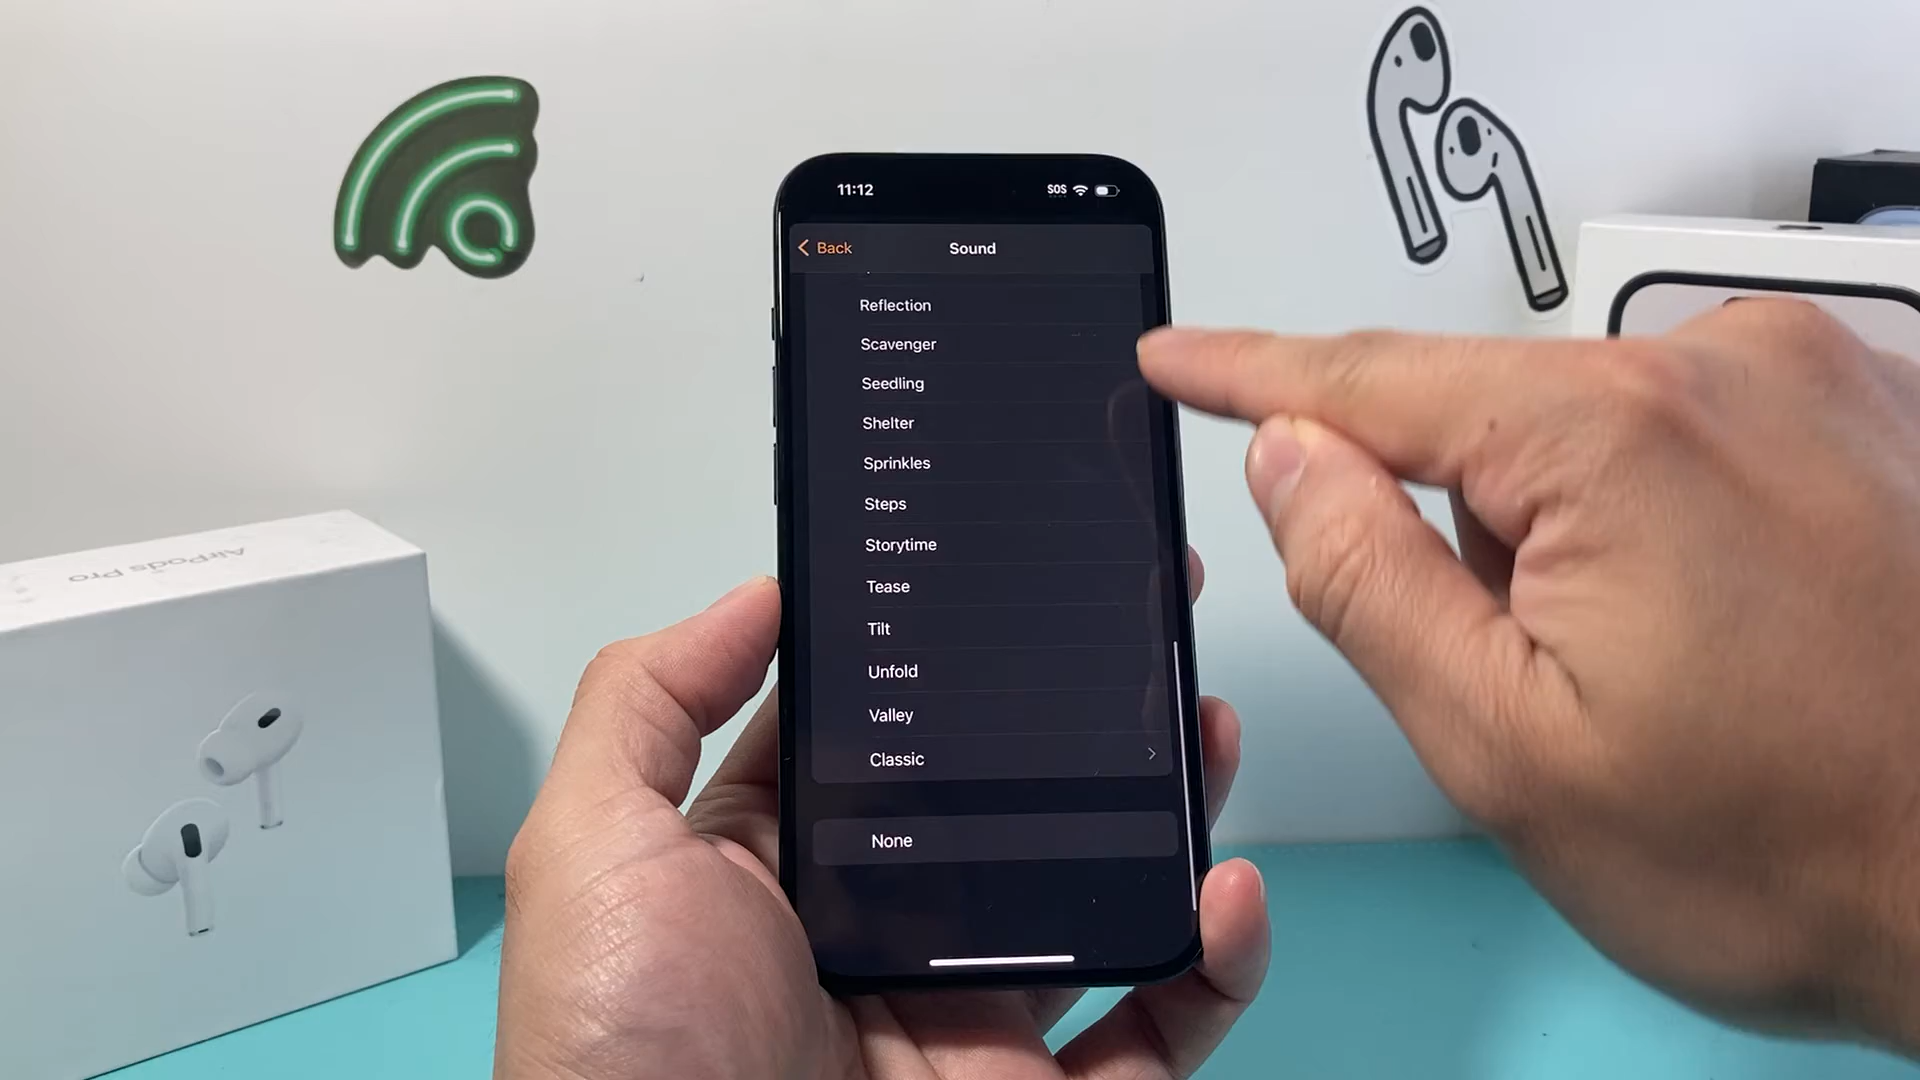 11:12
SOS
Back
Sound
Reflection
Scavenger
Seedling
Shelter
Sprinkles
Steps
Storytime
Tease
Tilt
Unfold
Valley
Classic
None
AirPods Pro